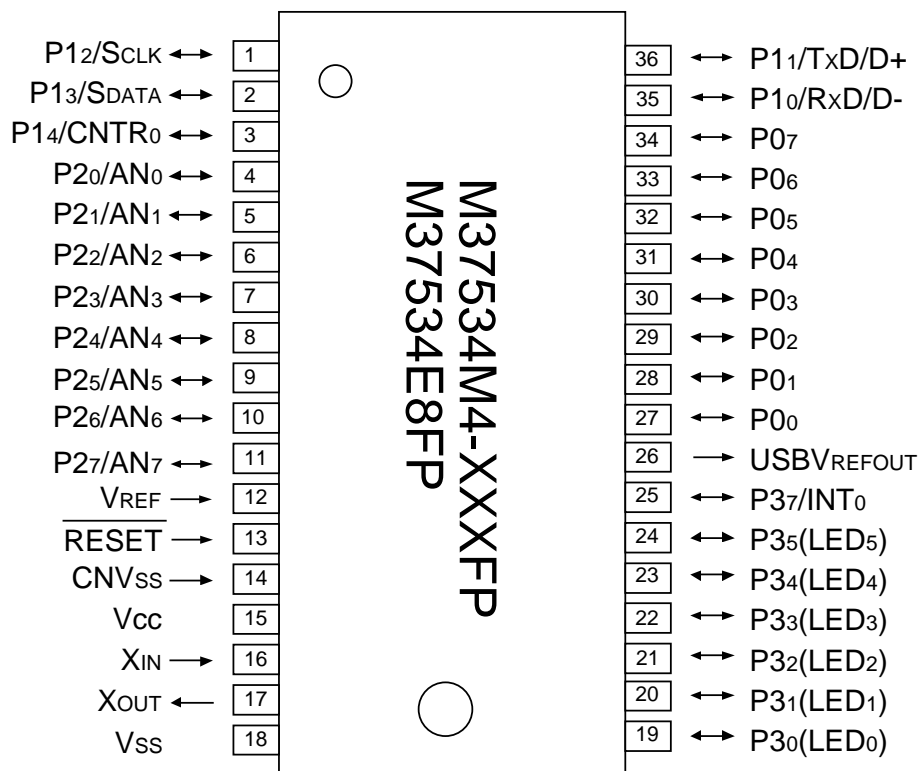 P12/SCLK 1
P13/SDATA 2
P14/CNTR0 3
P20/AN0 4
P21/AN1 5
P22/AN2 6
P23/AN3 7
P24/AN4 8
P25/AN5 9
P26/AN6 10
P27/AN7 11
VREF 12
RESET 13
CNVSS 14
VCC 15
XIN 16
XOUT 17
VSS 18
M37534M4-XXXFP
M37534E8FP
36 P11/TXD/D+
35 P10/RXD/D-
34 P07
33 P06
32 P05
31 P04
30 P03
29 P02
28 P01
27 P00
26 USBVREFOUT
25 P37/INT0
24 P35(LED5)
23 P34(LED4)
22 P33(LED3)
21 P32(LED2)
20 P31(LED1)
19 P30(LED0)